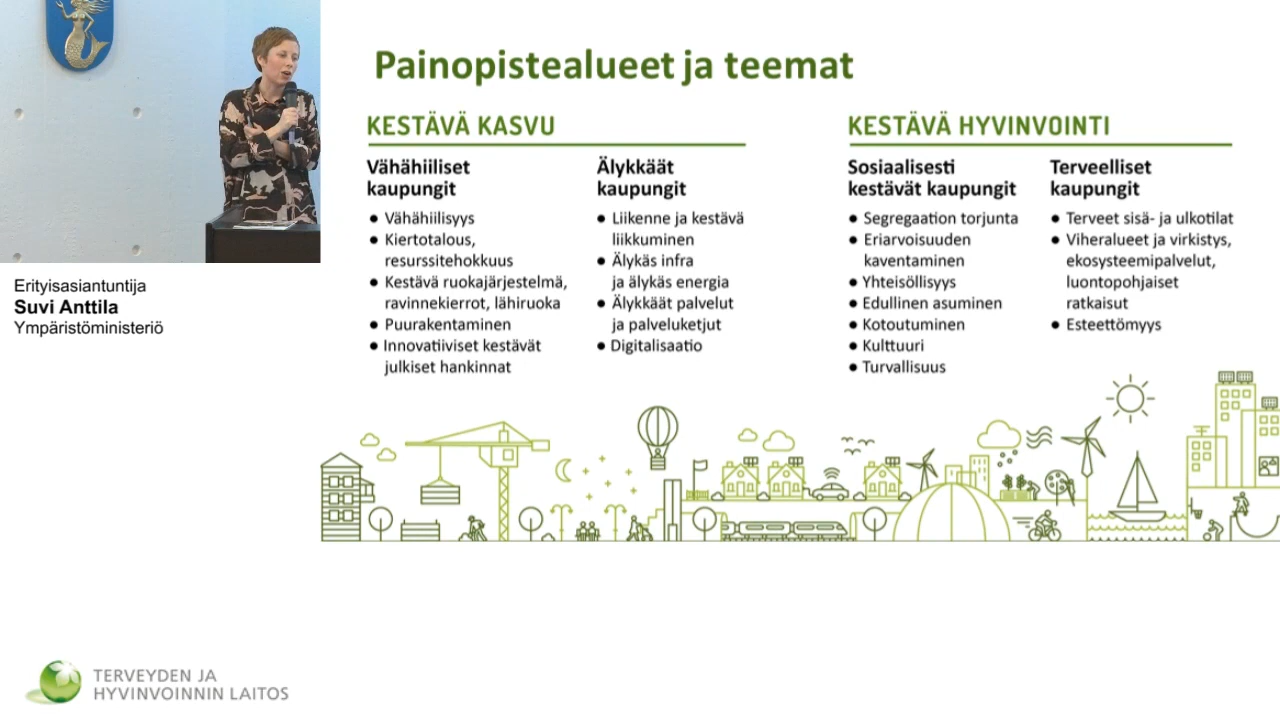 Erityisasiantuntija
Suvi Anttila
Ympäristöministeriö
Painopistealueet ja teemat
KESTÄVÄ KASVU
Vähähiiliset
kaupungit
● Vähähiilisyys
● Kiertotalous,
resurssitehokkuus
● Kestävä ruokajärjestelmä,
ravinnekierrot, lähiruoka
● Puurakentaminen
● Innovatiiviset kestävät
julkiset hankinnat
Älykkäät
kaupungit
● Liikenne ja kestävä
liikkuminen
● Älykäs infra
ja älykäs energia
● Älykkäät palvelut
ja palveluketjut
● Digitalisaatio
KESTÄVÄ HYVINVOINTI
Sosiaalisesti
kestävät kaupungit
● Segregaation torjunta
● Eriarvoisuuden
kaventaminen
● Yhteisöllisyys
● Edullinen asuminen
● Kotoutuminen
● Kulttuuri
● Turvallisuus
Terveelliset
kaupungit
● Terveet sisä- ja ulkotilat
● Viheralueet ja virkistys,
ekosysteemipalvelut,
luontopohjaiset
ratkaisut
● Esteettömyys
TERVEYDEN JA
HYVINVOINNIN LAITOS